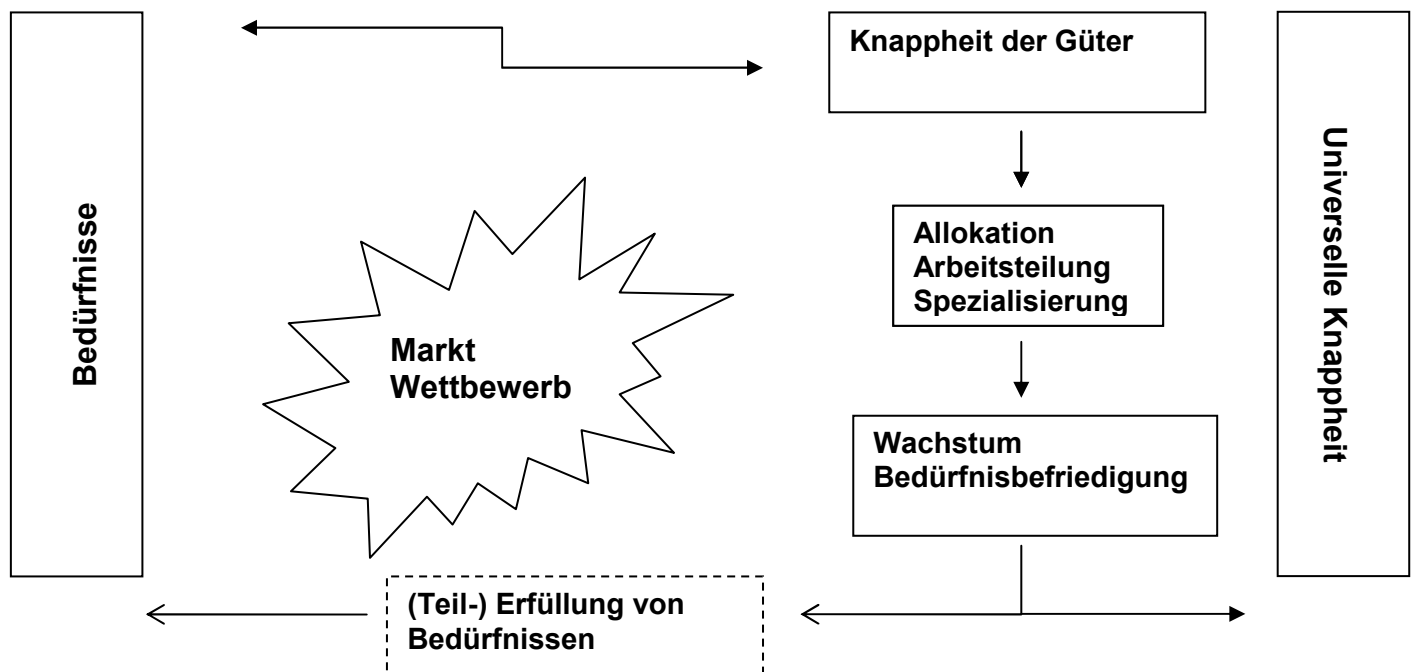 Bedürfnisse
Knappheit der Güter
Universelle Knappheit
Allokation
Arbeitsteilung
Spezialisierung
Markt
Wettbewerb
Wachstum
Bedürfnisbefriedigung
(Teil-) Erfüllung von
Bedürfnissen